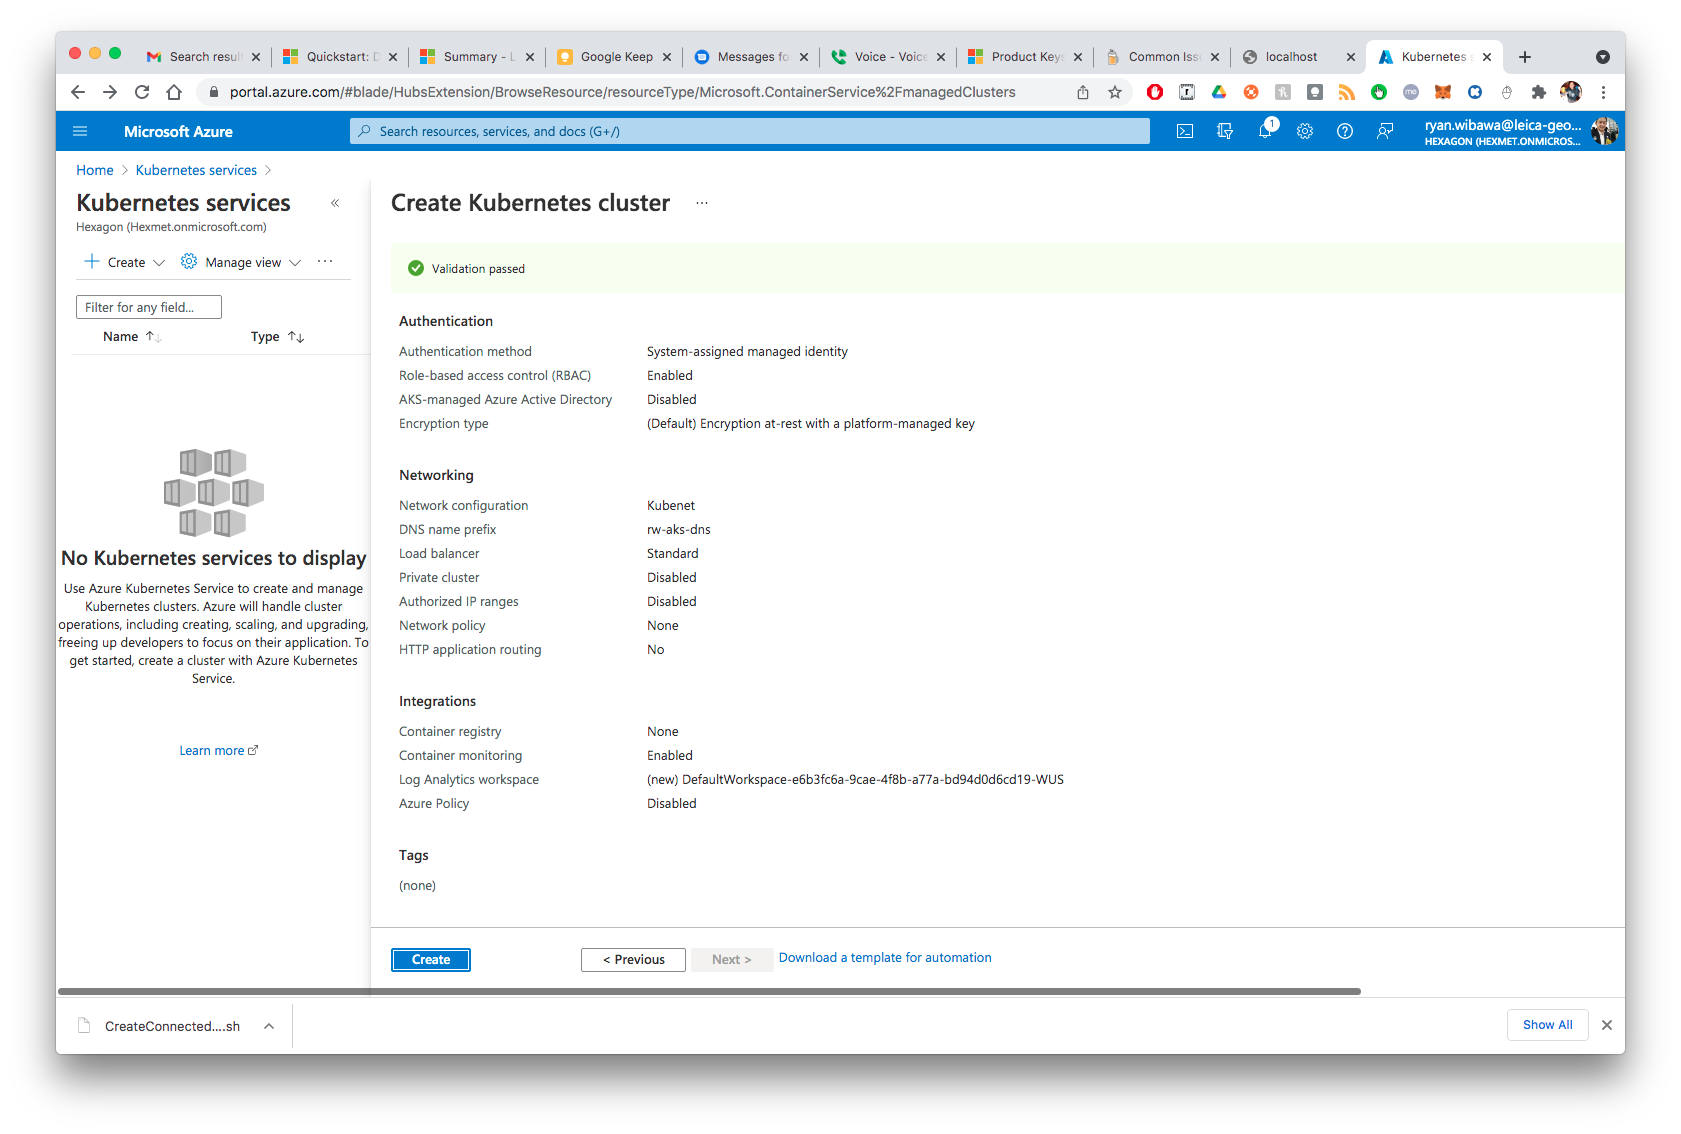 Search resul
Quickstart: D
Summary - L
Google Keep
Messages fo
Voice - Voice
Product Keys
Common Iss
localhost
Kubernetes s
portal.azure.com/#blade/HubsExtension/BrowseResource/resourceType/Microsoft.ContainerService%2FmanagedClusters
Microsoft Azure
Search resources, services, and docs (G+/)
1
ryan.wibawa@leica-geo...
HEXAGON (HEXMET.ONMICROS...
Home > Kubernetes services >
Kubernetes services
«
Hexagon (Hexmet.onmicrosoft.com)
Create
Manage view
...
Filter for any field...
Name
Type
No Kubernetes services to display
Use Azure Kubernetes Service to create and manage
Kubernetes clusters. Azure will handle cluster
operations, including creating, scaling, and upgrading,
freeing up developers to focus on their application. To
get started, create a cluster with Azure Kubernetes
Service.
Learn more
Create Kubernetes cluster ...
Validation passed
Authentication
Authentication method System-assigned managed identity
Role-based access control (RBAC) Enabled
AKS-managed Azure Active Directory Disabled
Encryption type (Default) Encryption at-rest with a platform-managed key
Networking
Network configuration Kubenet
DNS name prefix rw-aks-dns
Load balancer Standard
Private cluster Disabled
Authorized IP ranges Disabled
Network policy None
HTTP application routing No
Integrations
Container registry None
Container monitoring Enabled
Log Analytics workspace (new) DefaultWorkspace-e6b3fc6a-9cae-4f8b-a77a-bd94d0d6cd19-WUS
Azure Policy Disabled
Tags
(none)
Create
< Previous
Next >
Download a template for automation
CreateConnected....sh
Show All